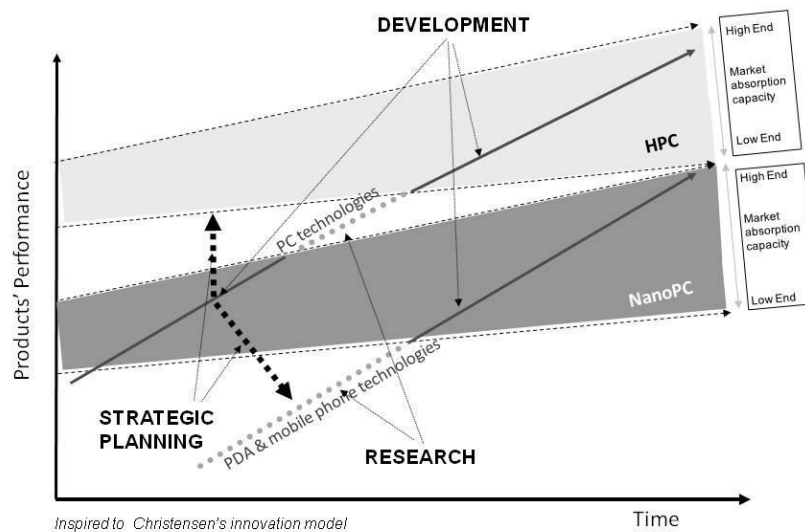 DEVELOPMENT
High End
Market
absorption
capacity
Low End
HPC
High End
Market
absorption
capacity
Low End
PC technologies
NanoPC
Products' Performance
STRATEGIC
PLANNING
PDA & mobile phone technologies
RESEARCH
Inspired to Christensen's innovation model
Time